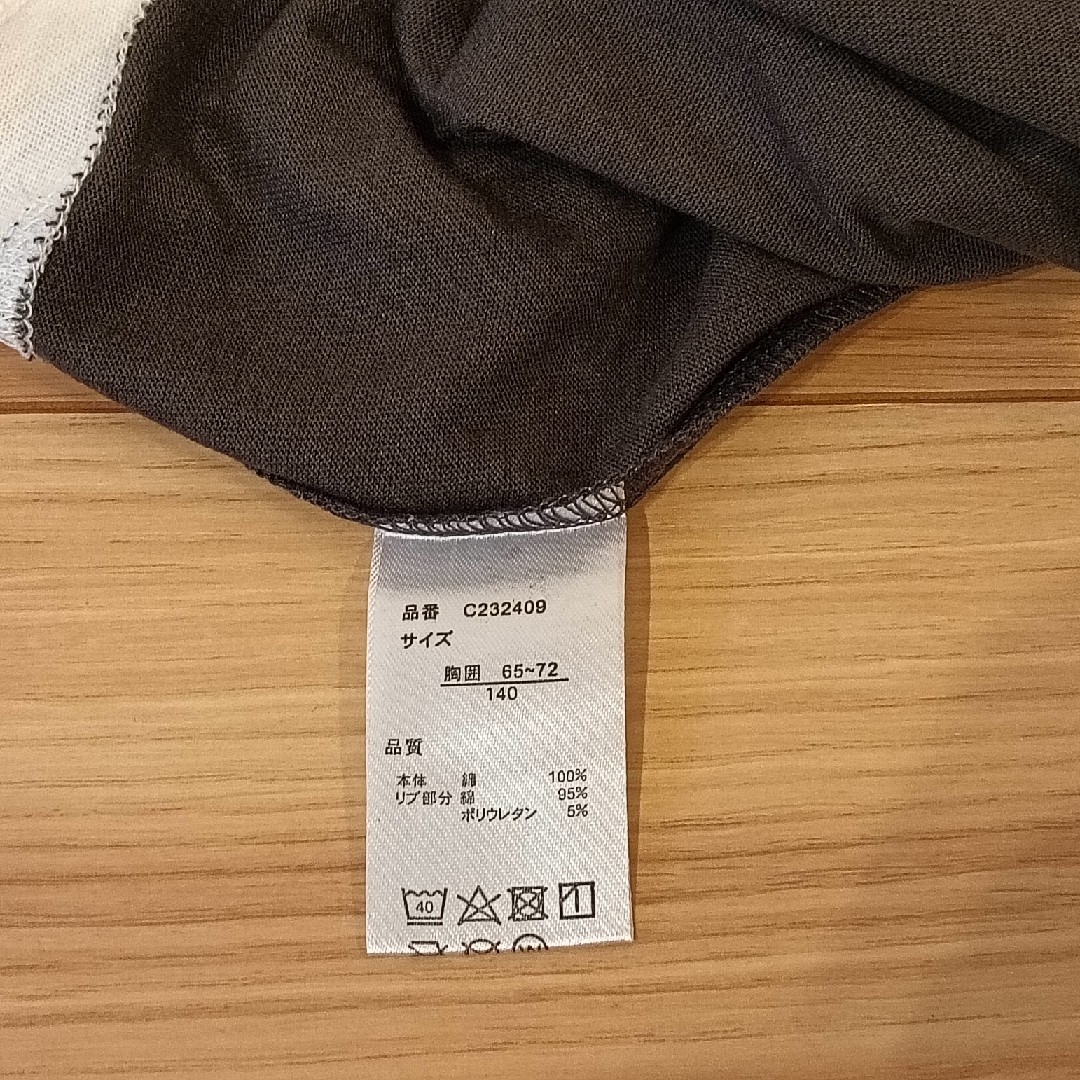 品番 C232409
サイズ
胸囲 65~72
140
品質
本体 綿 100%
リブ部分 綿 95%
ポリウレタン 5%
40